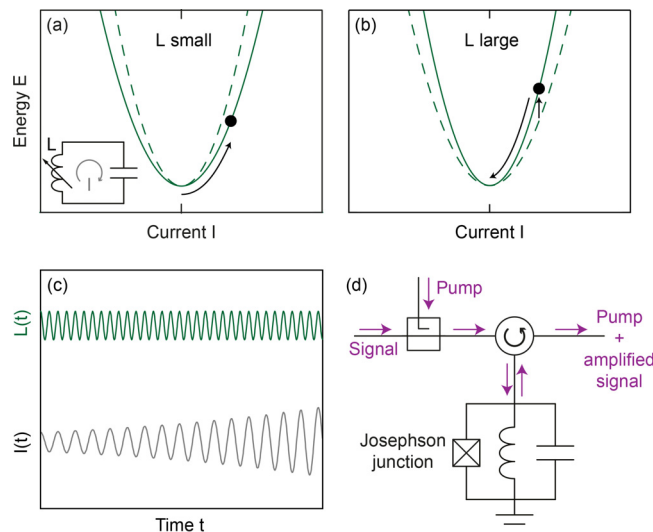 (a)
L small
Energy E
L
I
Current I
(b)
L large
Current I
(c)
L(t)
I(t)
Time t
(d)
Pump
Signal
Pump
+
amplified
signal
Josephson
junction